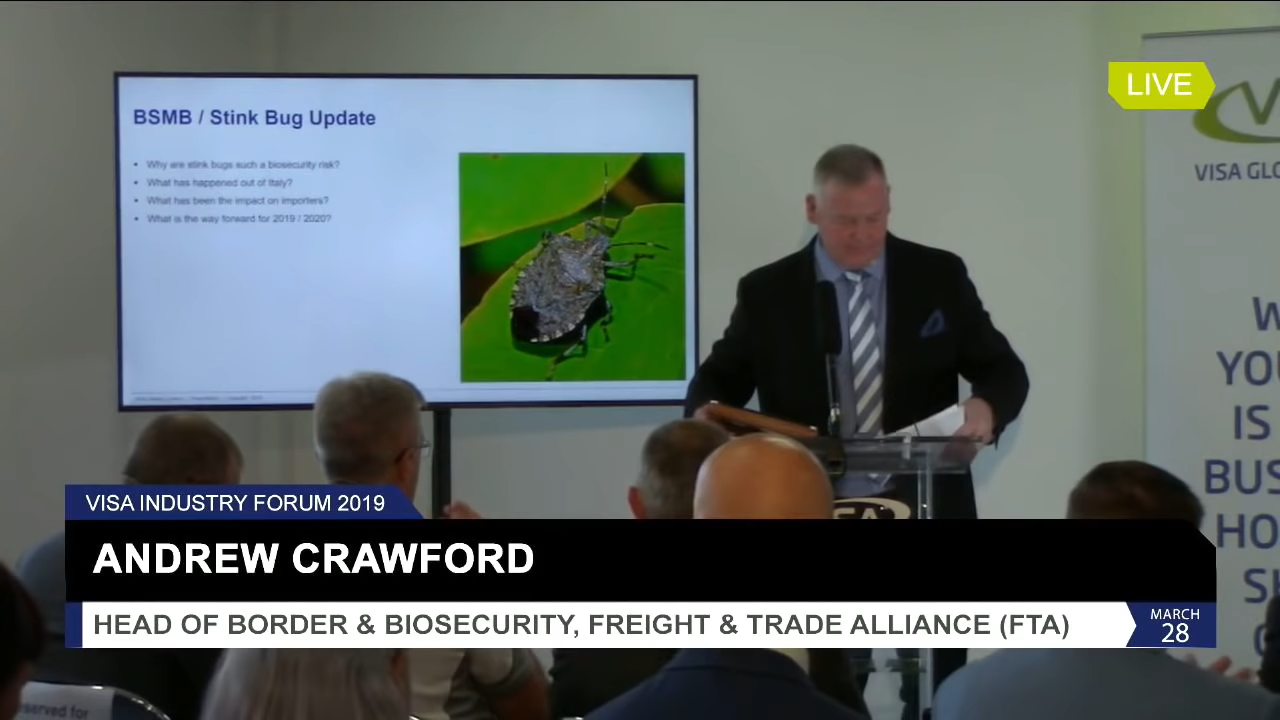 BSMB / Stink Bug Update
• Why are stink bugs such a biosecurity risk?
• What has happened out of Italy?
• What has been the impact on importers?
• What is the way forward for 2019 / 2020?
LIVE
VISA GLO
W
YOU
IS
BUS
HO
VISA INDUSTRY FORUM 2019
ANDREW CRAWFORD
HEAD OF BORDER & BIOSECURITY, FREIGHT & TRADE ALLIANCE (FTA)
MARCH
28
served for